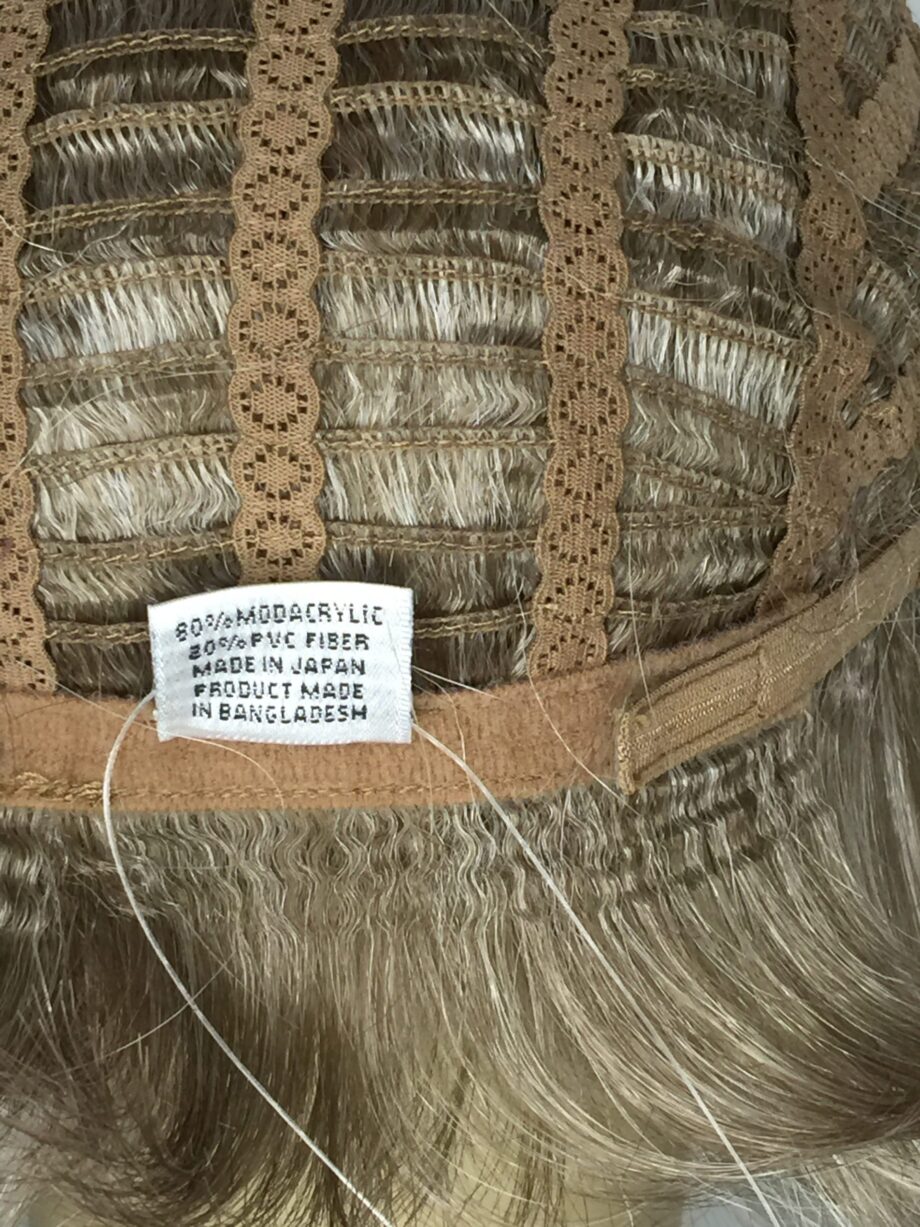 80% MODACRYLIC
20% PVC FIBER
MADE IN JAPAN
PRODUCT MADE
IN BANGLADESH